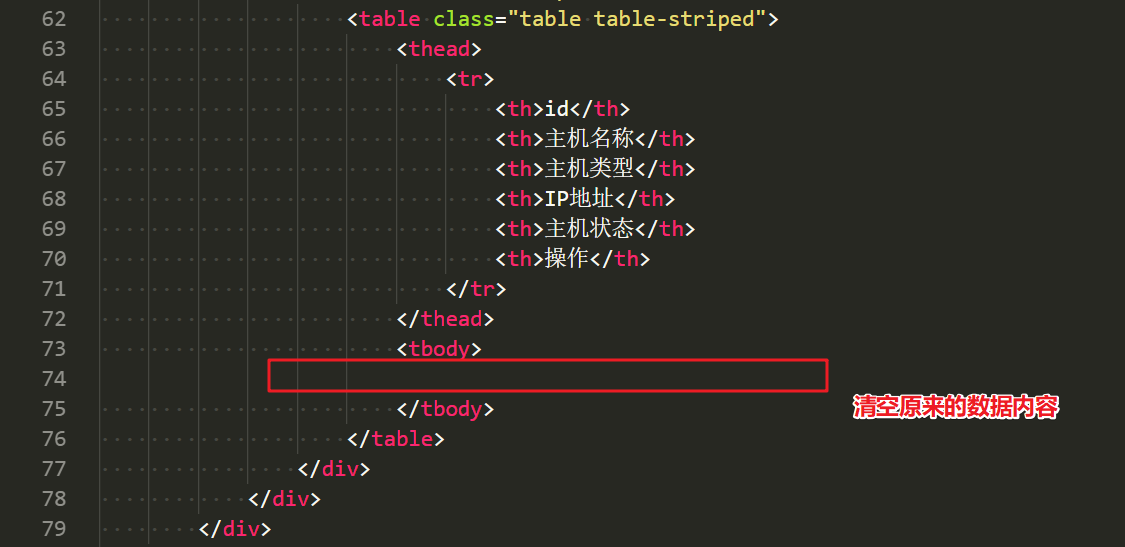 62 <table class="table table-striped">
63 <thead>
64 <tr>
65 <th>id</th>
66 <th>主机名称</th>
67 <th>主机类型</th>
68 <th>IP地址</th>
69 <th>主机状态</th>
70 <th>操作</th>
71 </tr>
72 </thead>
73 <tbody>
74
75 </tbody>
清空原来的数据内容
76 </table>
77 </div>
78 </div>
79 </div>